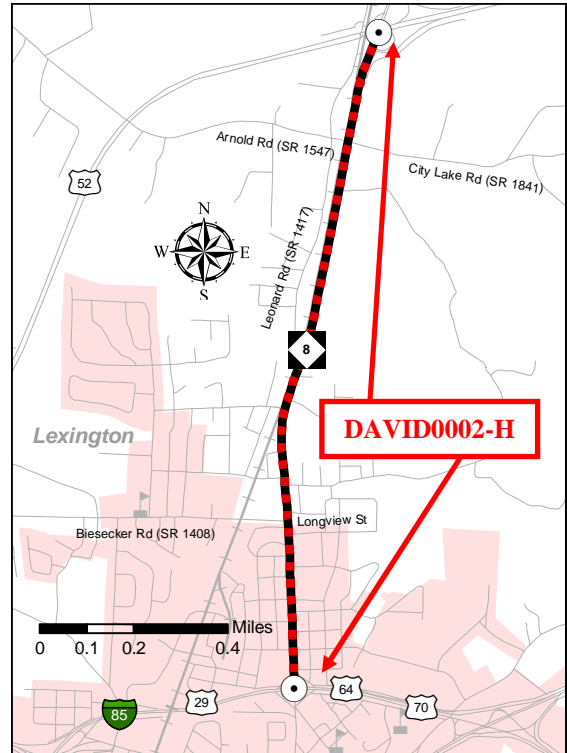 Arnold Rd (SR 1547)
City Lake Rd (SR 1841)
52
N
W E
S
Leonard Rd (SR 1417)
8
DAVID0002-H
Lexington
Longview St
Biesecker Rd (SR 1408)
Miles
0 0.1 0.2 0.4
29
64
70
85